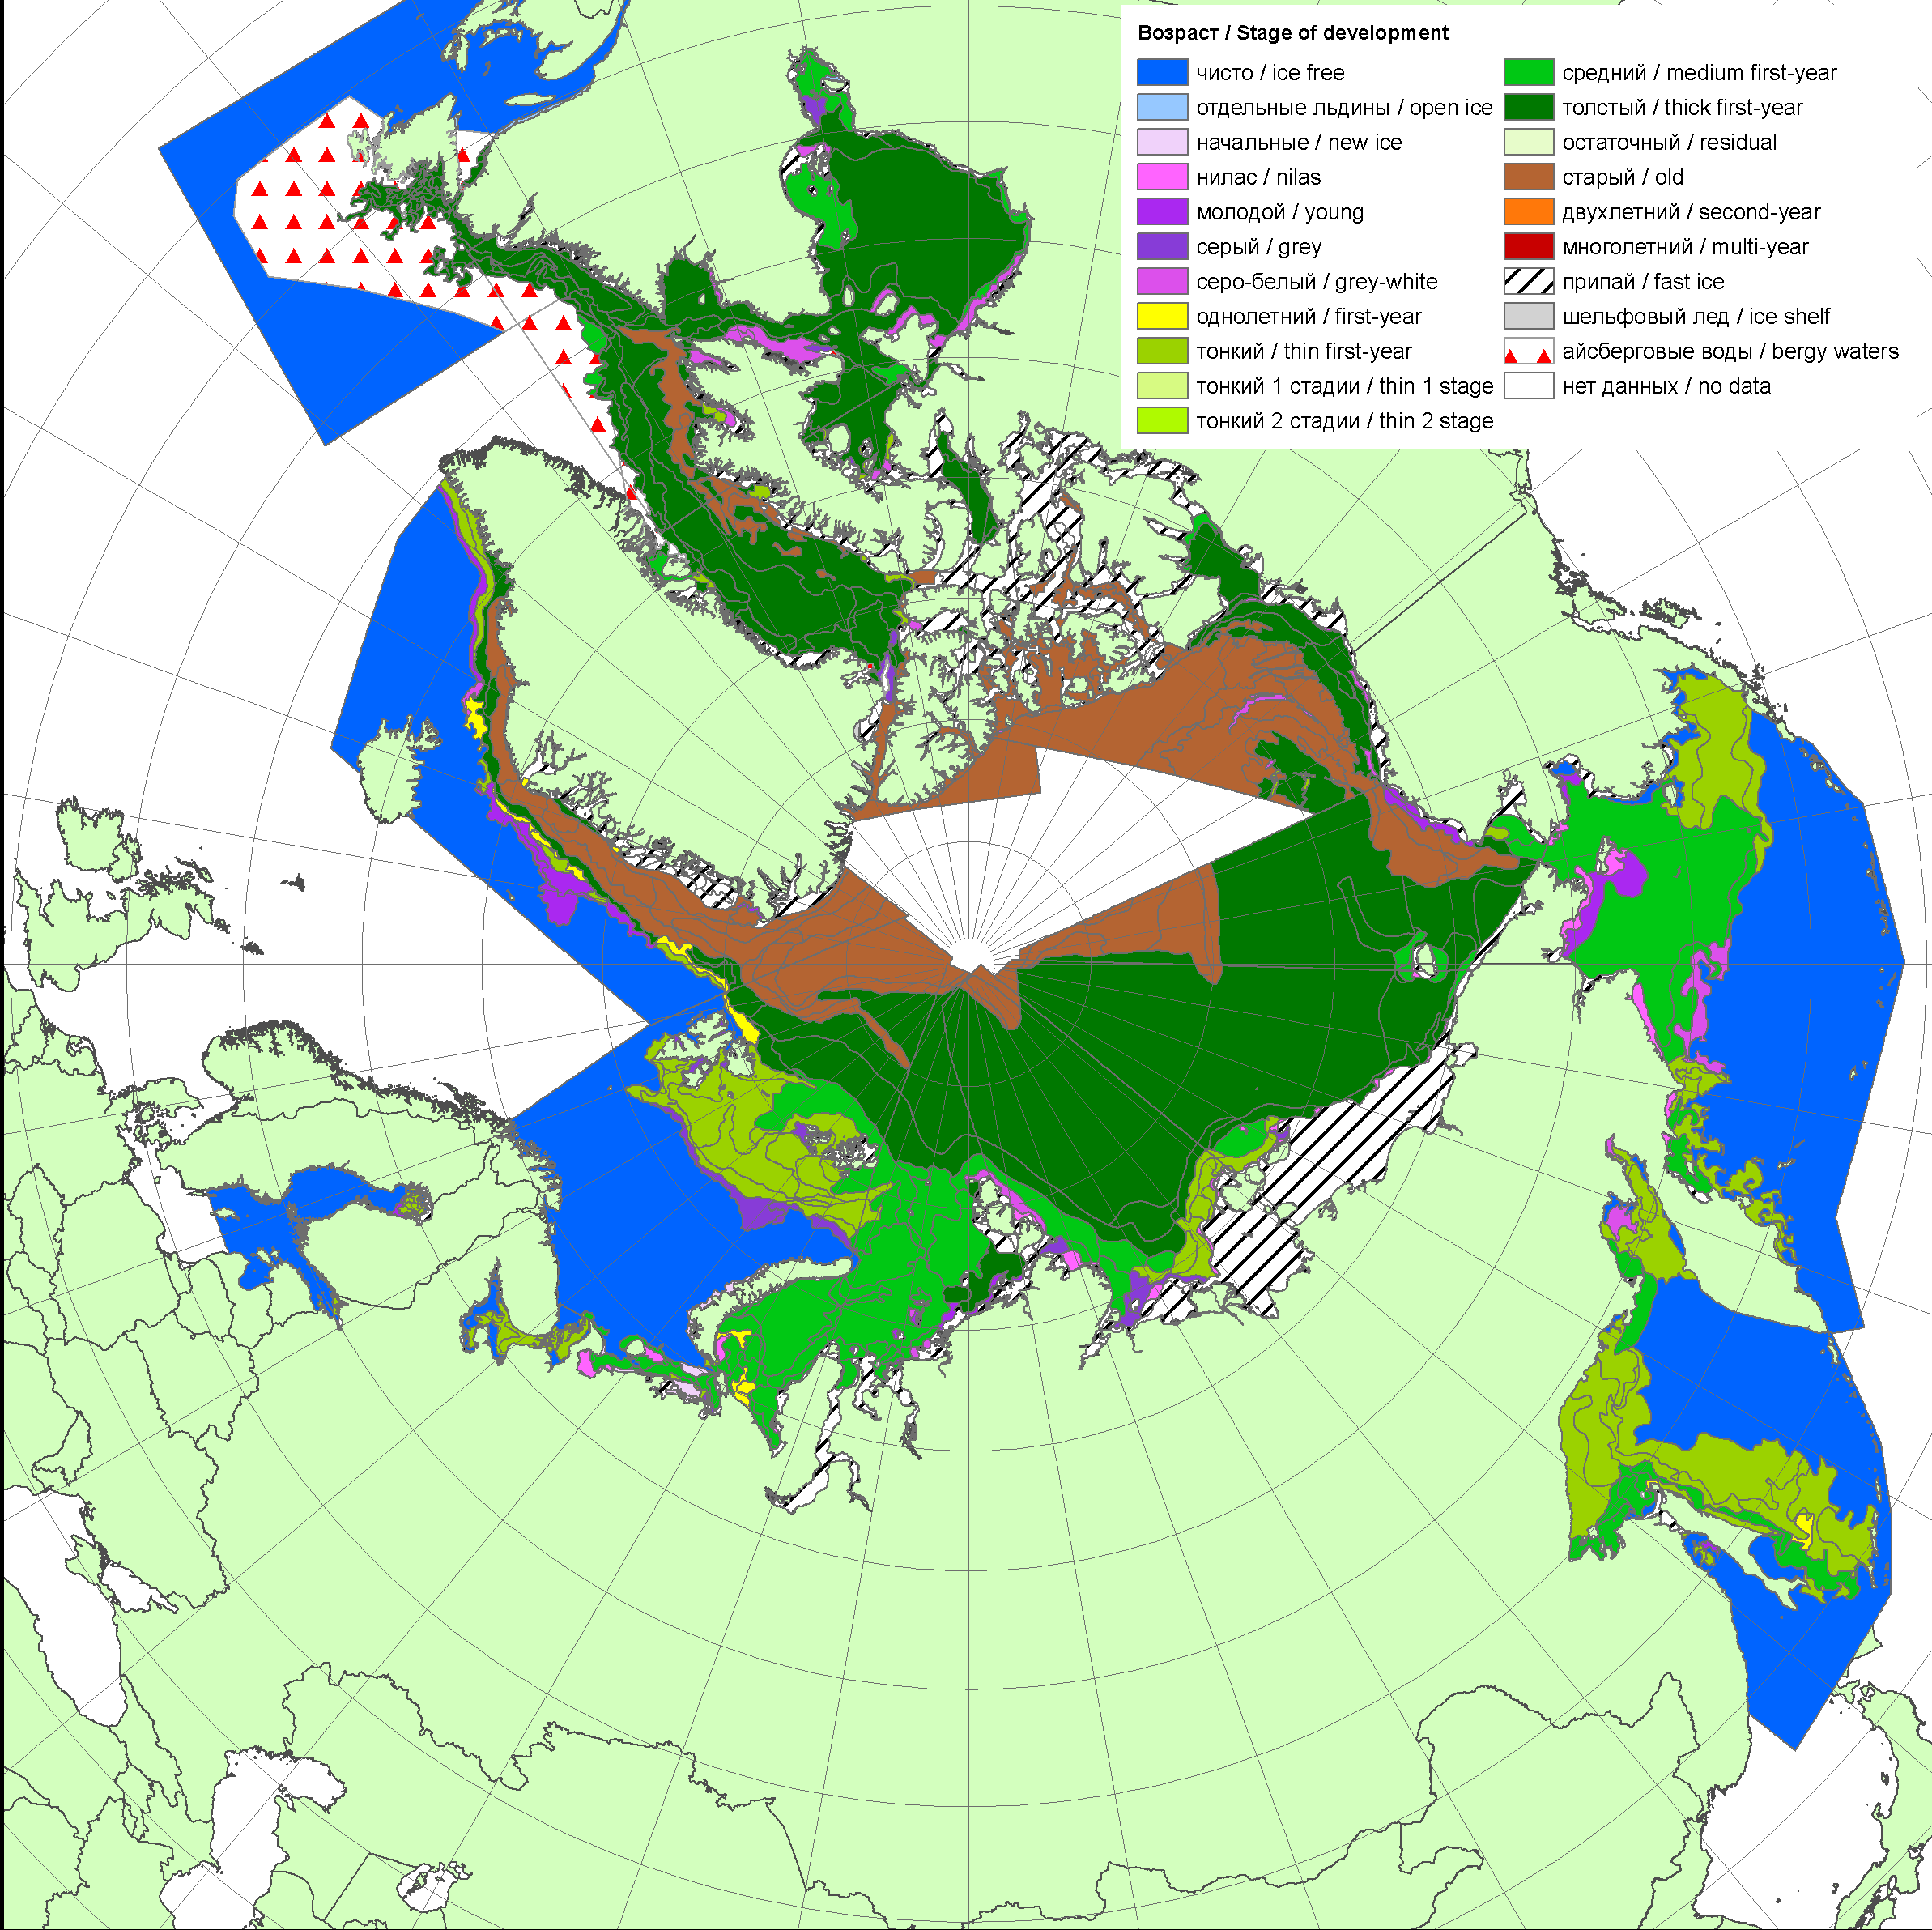 Возраст / Stage of development
чисто / ice free
отдельные льдины / open ice
начальные / new ice
нилас / nilas
молодой / young
серый / grey
серо-белый / grey-white
однолетний / first-year
тонкий / thin first-year
тонкий 1 стадии / thin 1 stage
тонкий 2 стадии / thin 2 stage
средний / medium first-year
толстый / thick first-year
остаточный / residual
старый / old
двухлетний / second-year
многолетний / multi-year
припай / fast ice
шельфовый лед / ice shelf
айсберговые воды / bergy waters
нет данных / no data